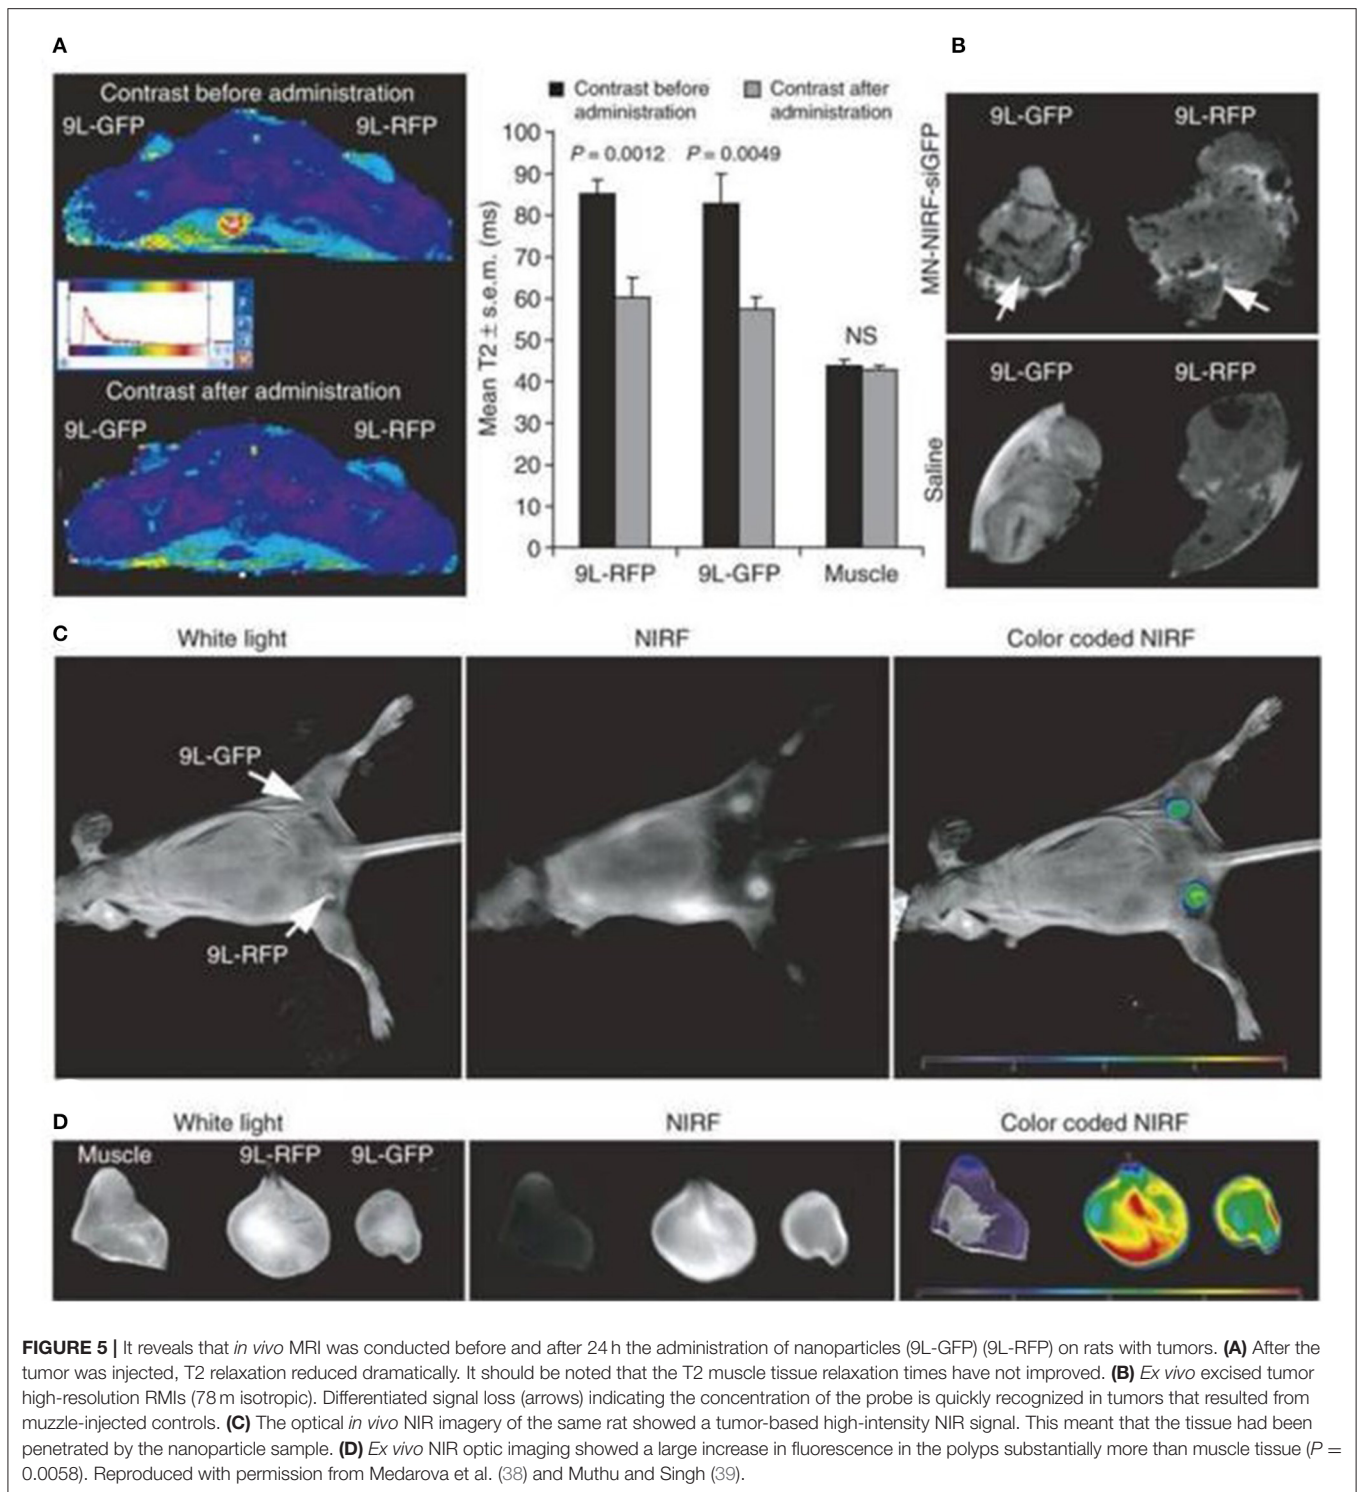 A
B
Contrast before administration
9L-GFP
9L-RFP
Contrast after administration
9L-GFP
9L-RFP
Contrast before
administration
Contrast after
administration
Mean T2 ± s.e.m. (ms)
100
90
80
70
60
50
40
30
20
10
0
P = 0.0012
P = 0.0049
NS
9L-RFP
9L-GFP
Muscle
MN-NIRF-siGFP
9L-GFP
9L-RFP
Saline
9L-GFP
9L-RFP
C
White light
NIRF
Color coded NIRF
9L-GFP
9L-RFP
D
White light
NIRF
Color coded NIRF
Muscle
9L-RFP
9L-GFP
FIGURE 5 | It reveals that in vivo MRI was conducted before and after 24 h the administration of nanoparticles (9L-GFP) (9L-RFP) on rats with tumors. (A) After the
tumor was injected, T2 relaxation reduced dramatically. It should be noted that the T2 muscle tissue relaxation times have not improved. (B) Ex vivo excised tumor
high-resolution RMIs (78 m isotropic). Differentiated signal loss (arrows) indicating the concentration of the probe is quickly recognized in tumors that resulted from
muzzle-injected controls. (C) The optical in vivo NIR imagery of the same rat showed a tumor-based high-intensity NIR signal. This meant that the tissue had been
penetrated by the nanoparticle sample. (D) Ex vivo NIR optic imaging showed a large increase in fluorescence in the polyps substantially more than muscle tissue (P =
0.0058). Reproduced with permission from Medarova et al. (38) and Muthu and Singh (39).